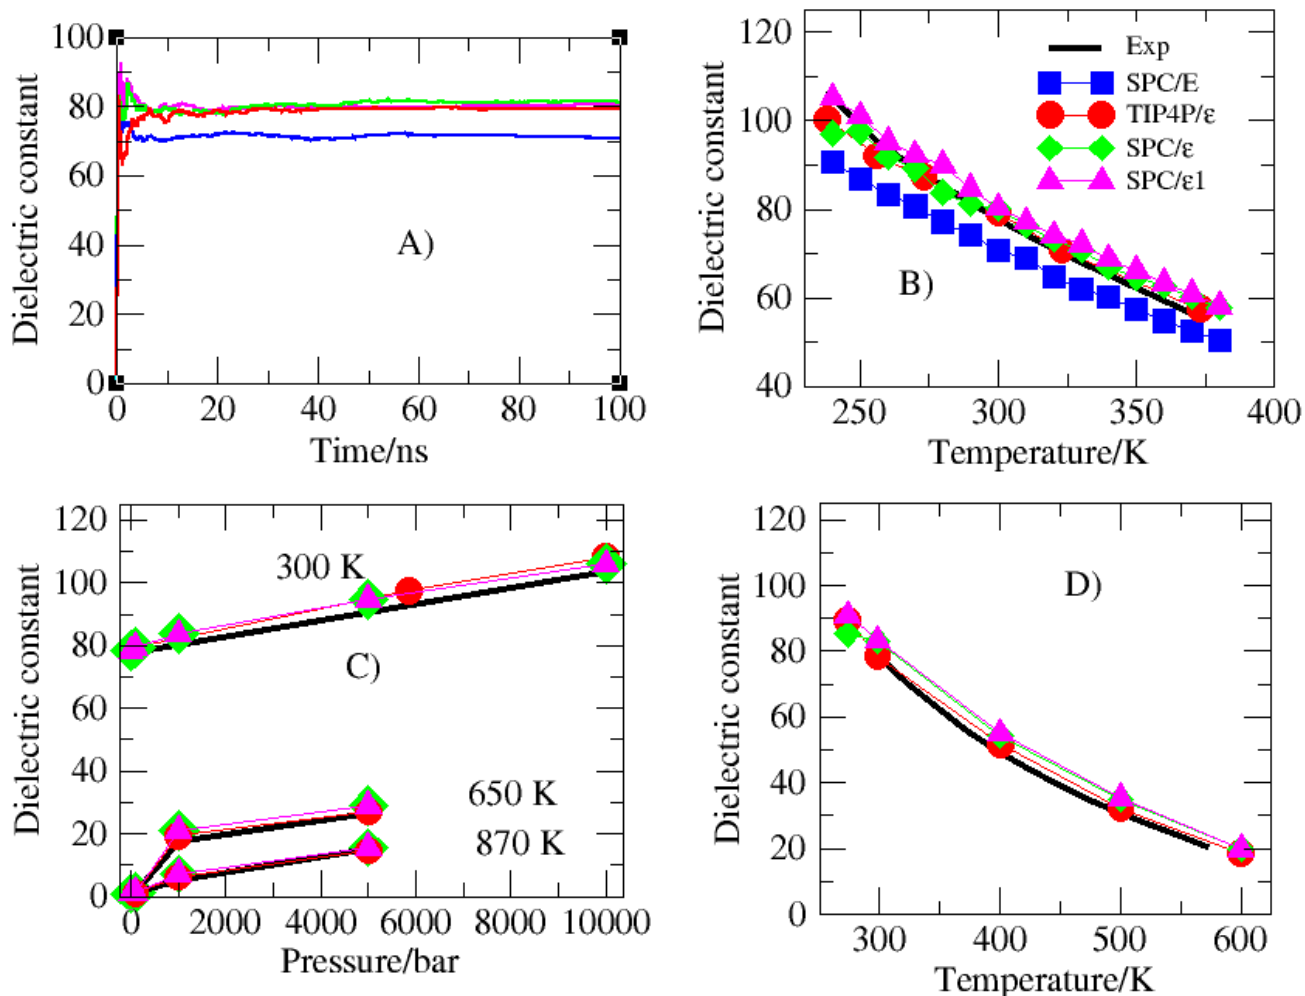 100
80
60
40
20
0
Dielectric constant
A)
0
20
40
60
80
100
Time/ns
120
100
80
60
40
Dielectric constant
Exp
SPC/E
TIP4P/ε
SPC/ε
SPC/ε1
B)
250
300
350
400
Temperature/K
120
100
80
60
40
20
0
Dielectric constant
300 K
C)
650 K
870 K
0
2000
4000
6000
8000
10000
Pressure/bar
120
100
80
60
40
20
0
Dielectric constant
D)
300
400
500
600
Temperature/K